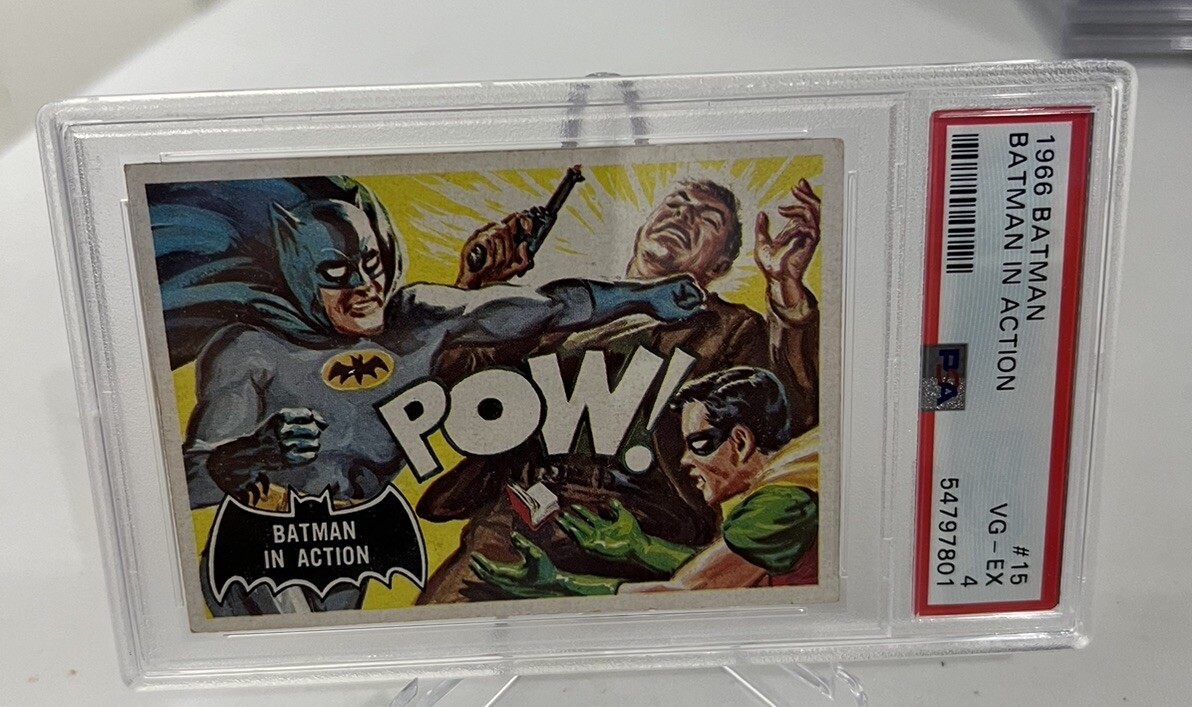 POW!
BATMAN
IN ACTION
1966 BATMAN #15
BATMAN IN ACTION VG-EX 4
PSA 54797801